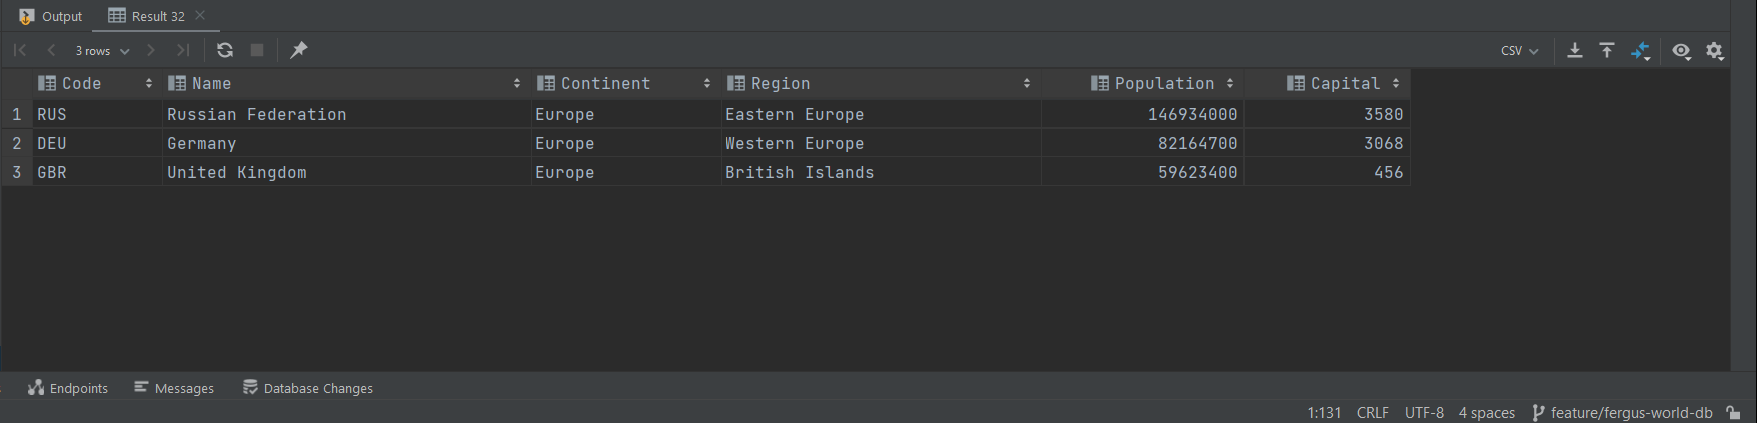 Output Result 32
3 rows CSV
Code Name Continent Region Population Capital
1 RUS Russian Federation Europe Eastern Europe 146934000 3580
2 DEU Germany Europe Western Europe 82164700 3068
3 GBR United Kingdom Europe British Islands 59623400 456
Endpoints Messages Database Changes
1:131 CRLF UTF-8 4 spaces feature/fergus-world-db